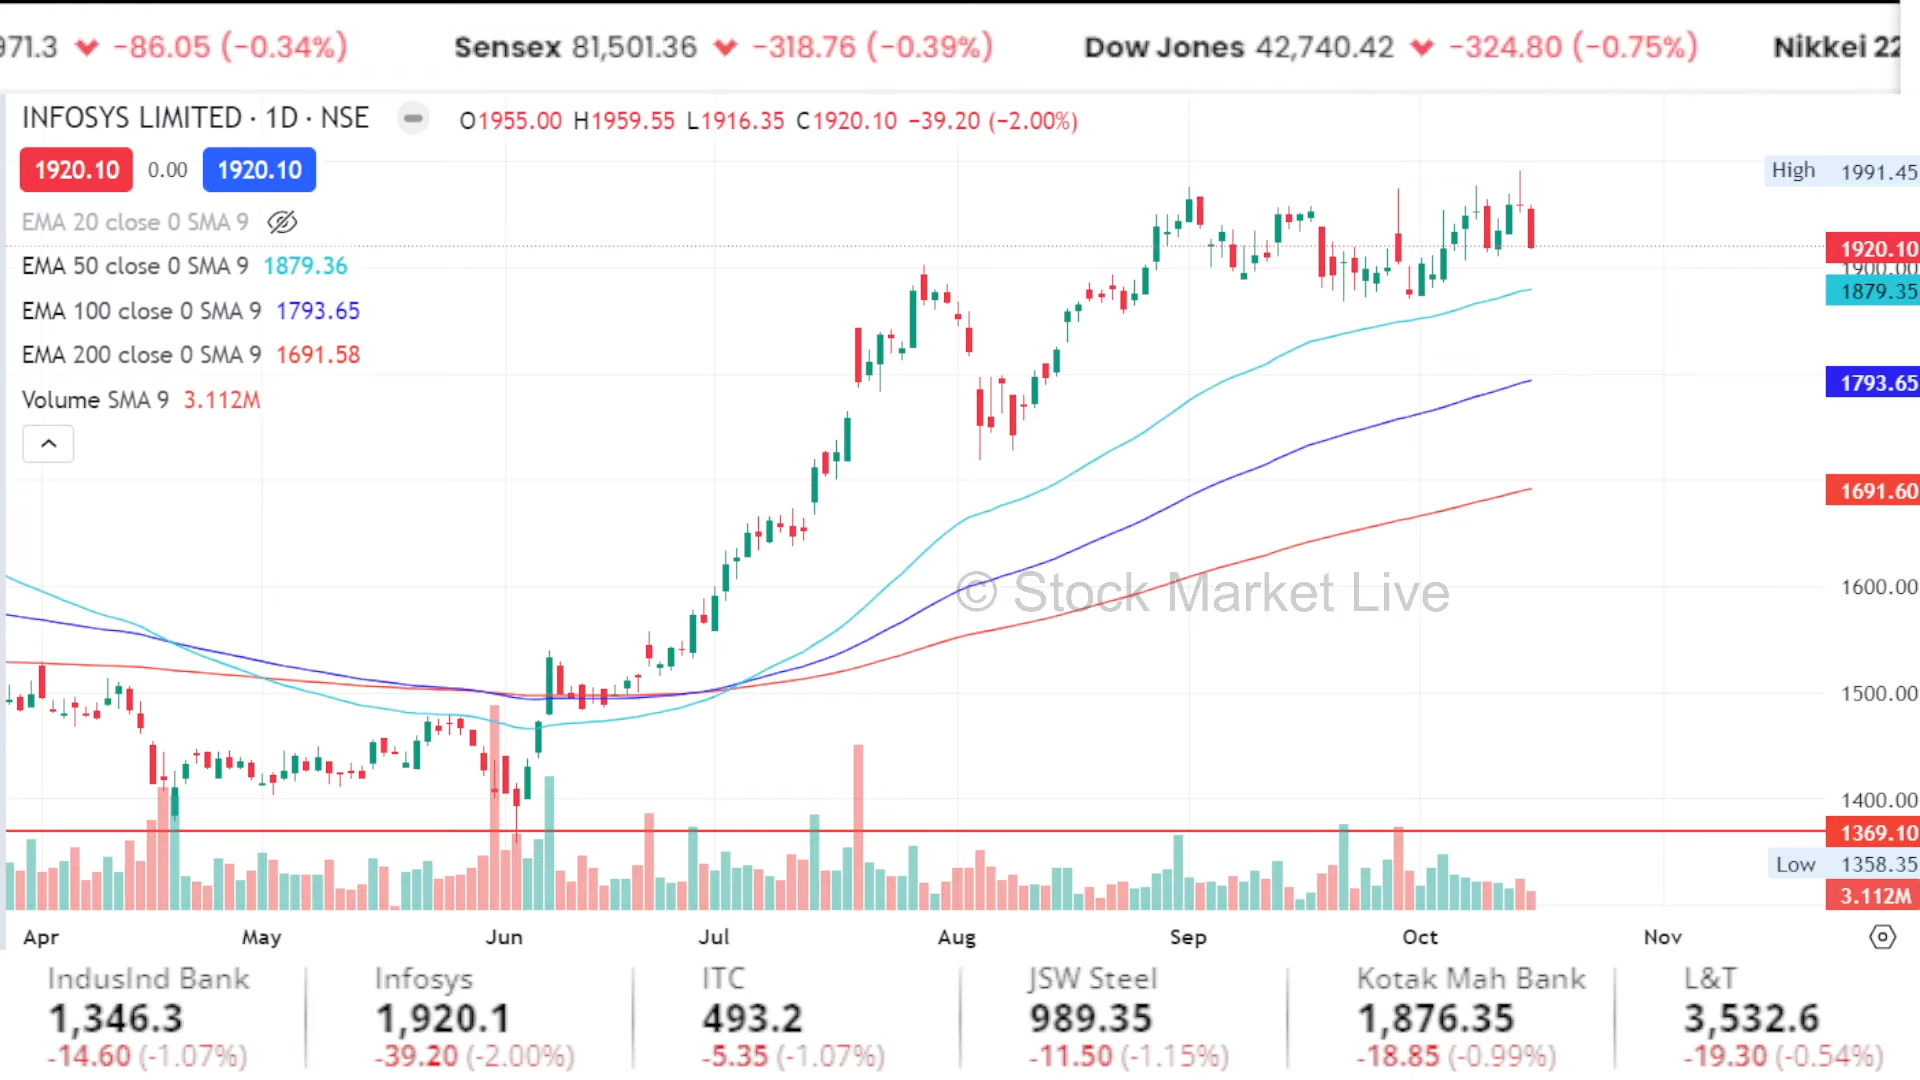 971.3 -86.05 (-0.34%) Sensex 81,501.36 -318.76 (-0.39%) Dow Jones 42,740.42 -324.80 (-0.75%) Nikkei 22
INFOSYS LIMITED · 1D · NSE O1955.00 H1959.55 L1916.35 C1920.10 −39.20 (−2.00%)
1920.10 0.00 1920.10
High 1991.45
EMA 20 close 0 SMA 9
1920.10
EMA 50 close 0 SMA 9 1879.36
1900.00
1879.35
EMA 100 close 0 SMA 9 1793.65
EMA 200 close 0 SMA 9 1691.58
1793.65
Volume SMA 9 3.112M
1691.60
1600.00
© Stock Market Live
1500.00
1400.00
1369.10
Low 1358.35
3.112M
Apr May Jun Jul Aug Sep Oct Nov
IndusInd Bank Infosys ITC JSW Steel Kotak Mah Bank L&T
1,346.3 1,920.1 493.2 989.35 1,876.35 3,532.6
-14.60 (-1.07%) -39.20 (-2.00%) -5.35 (-1.07%) -11.50 (-1.15%) -18.85 (-0.99%) -19.30 (-0.54%)